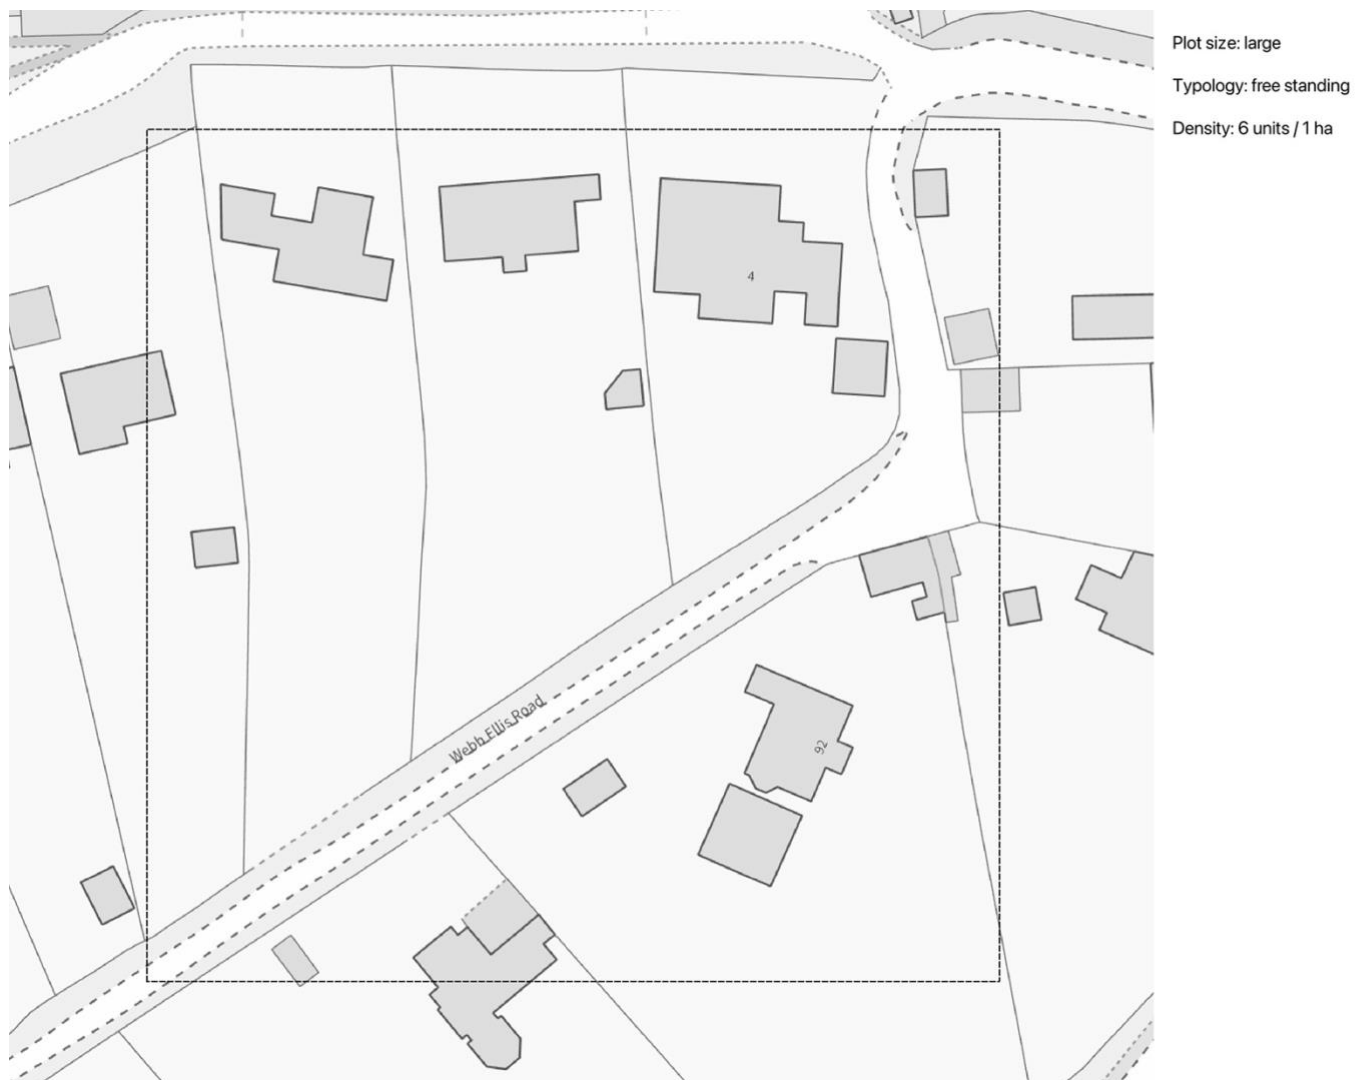 Plot size: large
Typology: free standing
Density: 6 units / 1 ha
4
Webb Ellis Road
92